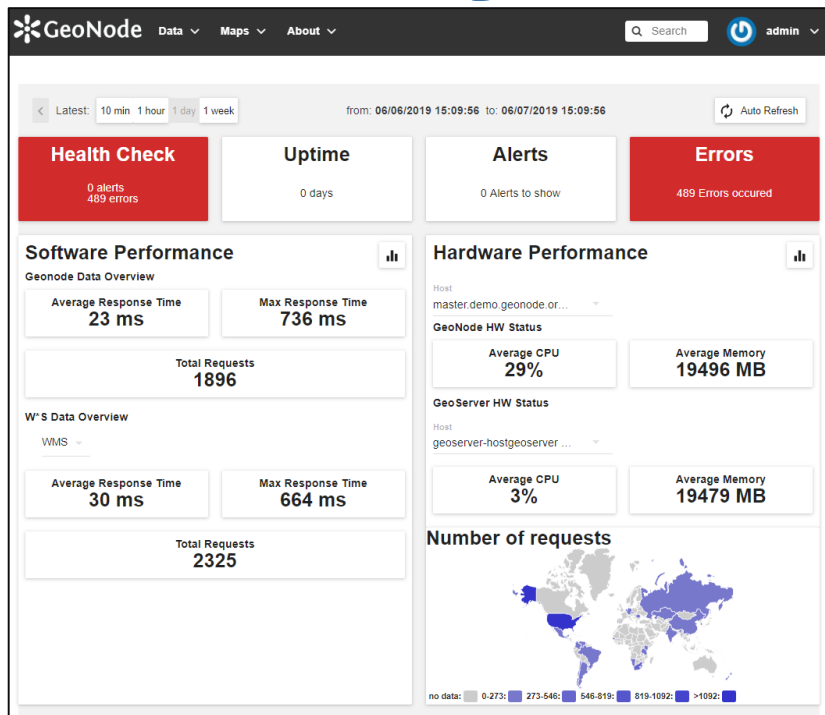 GeoNode Data Maps About Search admin
Latest: 10 min 1 hour 1 day 1 week from: 06/06/2019 15:09:56 to: 06/07/2019 15:09:56 Auto Refresh
Health Check
0 alerts
489 errors
Uptime
0 days
Alerts
0 Alerts to show
Errors
489 Errors occured
Software Performance
Geonode Data Overview
Average Response Time
23 ms
Max Response Time
736 ms
Total Requests
1896
W*S Data Overview
WMS
Average Response Time
30 ms
Max Response Time
664 ms
Total Requests
2325
Hardware Performance
Host
master.demo.geonode.or...
GeoNode HW Status
Average CPU
29%
Average Memory
19496 MB
GeoServer HW Status
Host
geoserver-hostgeoserver ...
Average CPU
3%
Average Memory
19479 MB
Number of requests
no data: 0-273: 273-546: 546-819: 819-1092: >1092: